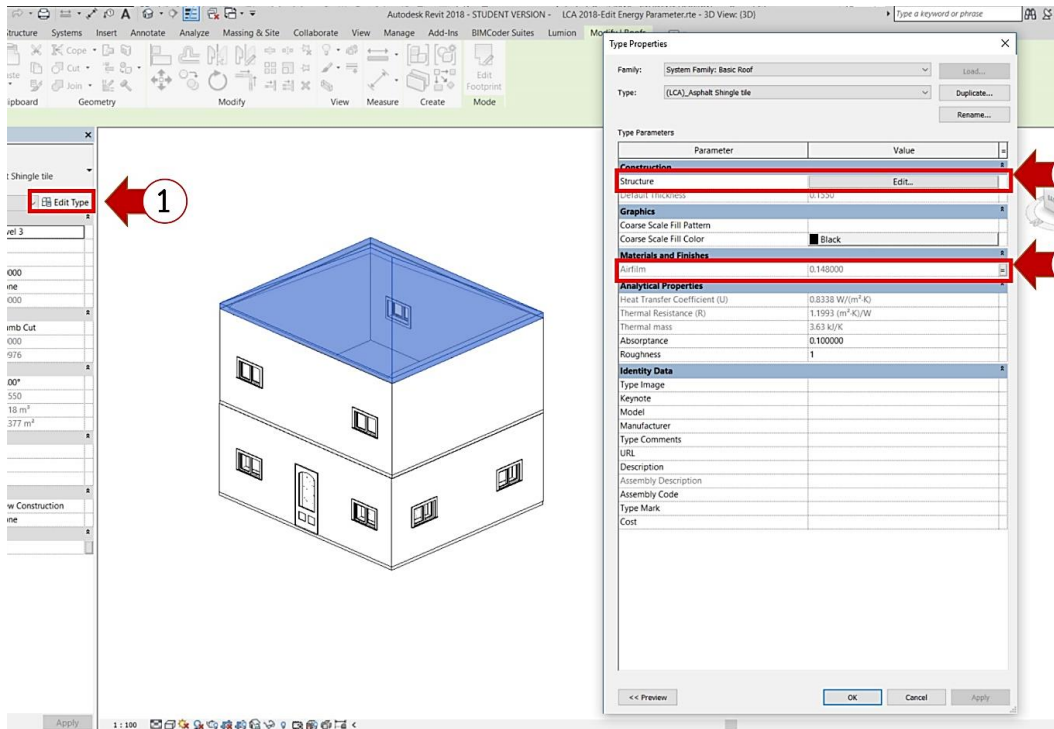 Autodesk Revit 2018 - STUDENT VERSION - LCA 2018-Edit Energy Parameter.rte - 3D View: {3D}
Type a keyword or phrase
Structure Systems Insert Annotate Analyze Massing & Site Collaborate View Manage Add-Ins BIMCoder Suites Lumion
Cope
Cut
Join
Edit
Footprint
Geometry Modify View Measure Create Mode
Shingle tile
Edit Type
1
vel 3
0000
one
0000
umb Cut
0000
9976
.00°
550
18 m²
.377 m²
w Construction
one
Apply
1 : 100
Type Properties
Family: System Family: Basic Roof Load...
Type: (LCA)_Asphalt Shingle tile Duplicate...
Rename...
Type Parameters
Parameter Value =
Construction
Structure Edit...
Default Thickness 0.1550
Graphics
Coarse Scale Fill Pattern
Coarse Scale Fill Color Black
Materials and Finishes
Airfilm 0.148000
Analytical Properties
Heat Transfer Coefficient (U) 0.8338 W/(m²·K)
Thermal Resistance (R) 1.1993 (m²·K)/W
Thermal mass 3.63 kJ/K
Absorptance 0.100000
Roughness 1
Identity Data
Type Image
Keynote
Model
Manufacturer
Type Comments
URL
Description
Assembly Description
Assembly Code
Type Mark
Cost
<< Preview OK Cancel Apply